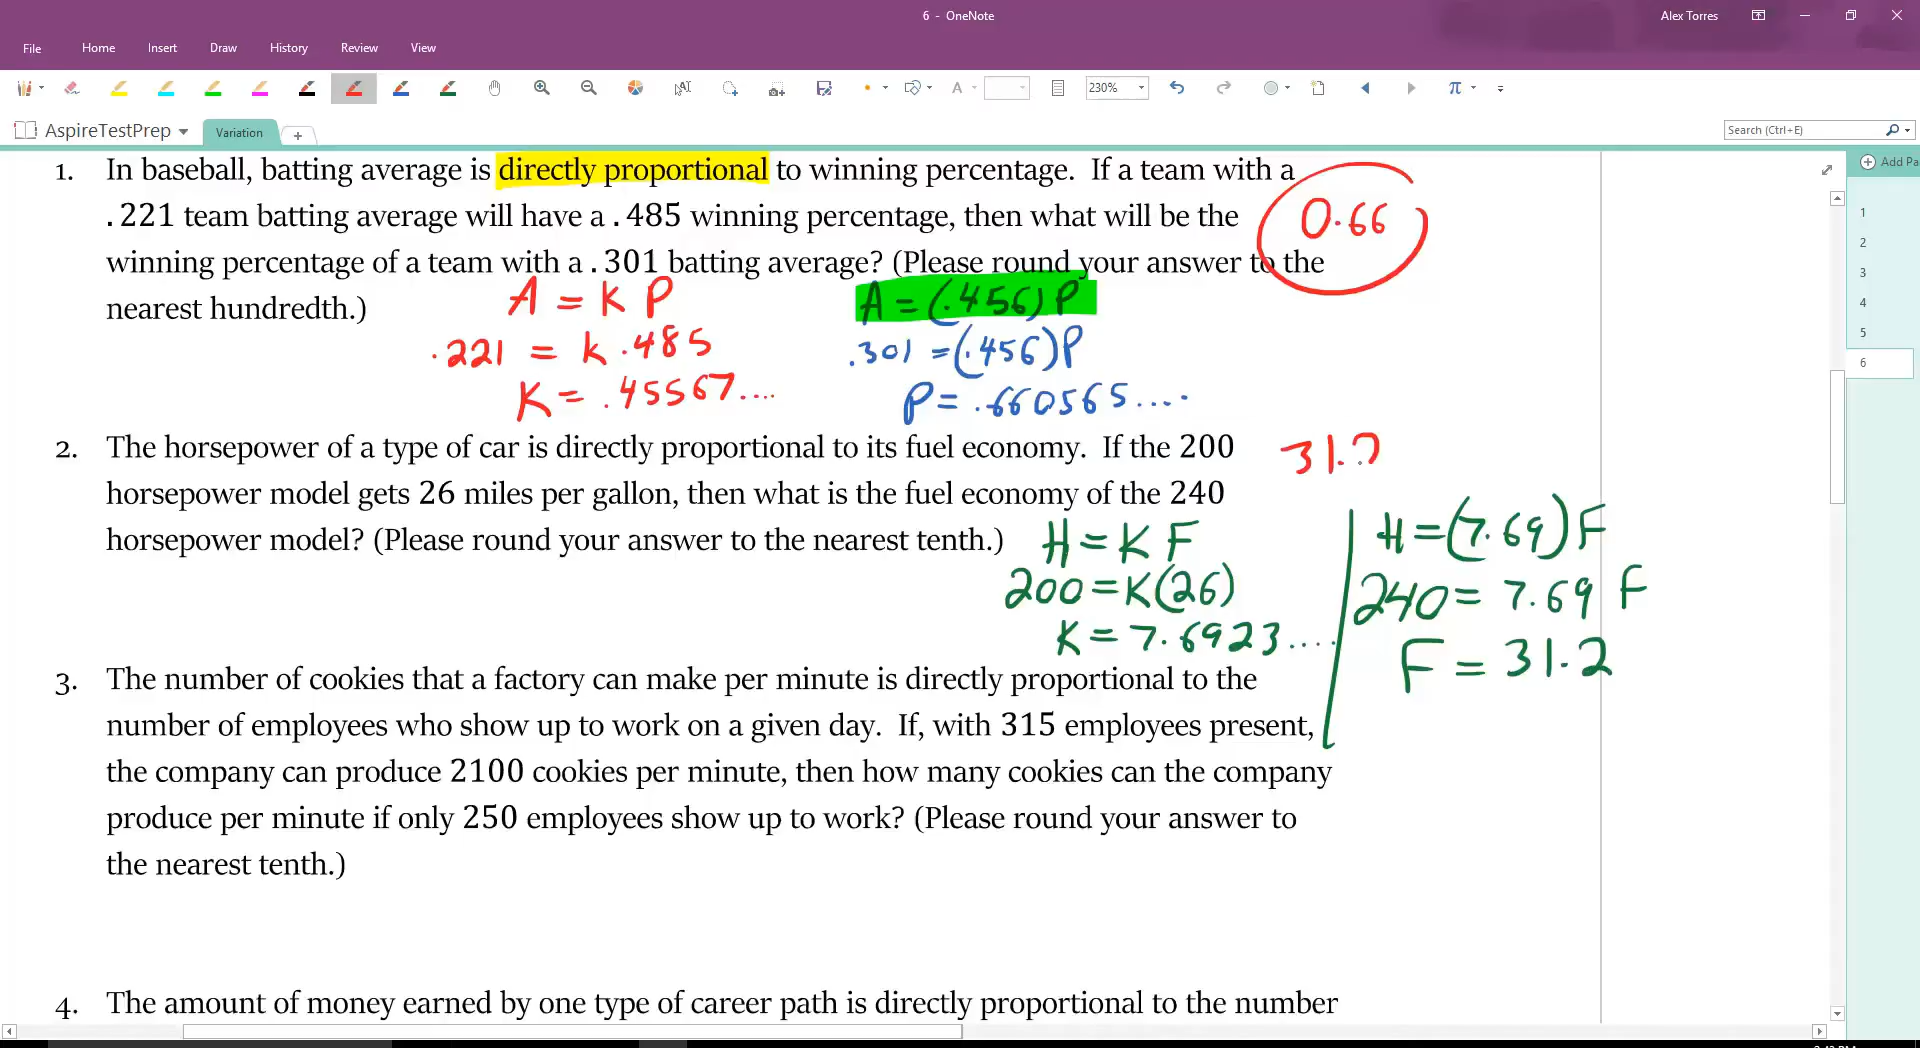 6 - OneNote
Alex Torres
File Home Insert Draw History Review View
A 230% π
AspireTestPrep
Variation
Search (Ctrl+E)
Add Pa
1
2
3
4
5
6
1. In baseball, batting average is directly proportional to winning percentage. If a team with a
.221 team batting average will have a .485 winning percentage, then what will be the
winning percentage of a team with a .301 batting average? (Please round your answer to the
nearest hundredth.)
0.66
A = K P
.221 = k .485
K = .45567....
A = (.456) P
.301 = (.456) P
P = .660565....
2. The horsepower of a type of car is directly proportional to its fuel economy. If the 200
horsepower model gets 26 miles per gallon, then what is the fuel economy of the 240
horsepower model? (Please round your answer to the nearest tenth.)
31.
H = K F
200 = K(26)
K = 7.6923....
H = (7.69) F
240 = 7.69 F
F = 31.2
3. The number of cookies that a factory can make per minute is directly proportional to the
number of employees who show up to work on a given day. If, with 315 employees present,
the company can produce 2100 cookies per minute, then how many cookies can the company
produce per minute if only 250 employees show up to work? (Please round your answer to
the nearest tenth.)
4. The amount of money earned by one type of career path is directly proportional to the number